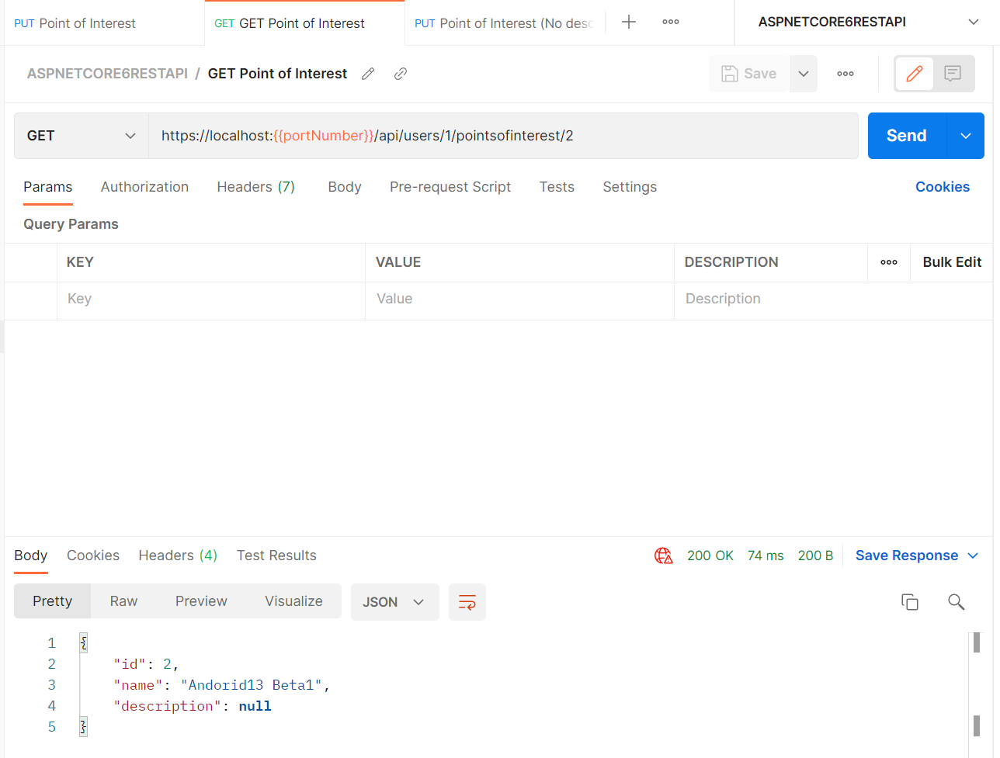 PUT Point of Interest GET GET Point of Interest PUT Point of Interest (No desc ASPNETCORE6RESTAPI
ASPNETCORE6RESTAPI / GET Point of Interest Save
GET https://localhost:{{portNumber}}/api/users/1/pointsofinterest/2 Send
Params Authorization Headers (7) Body Pre-request Script Tests Settings Cookies
Query Params
KEY VALUE DESCRIPTION Bulk Edit
Key Value Description
Body Cookies Headers (4) Test Results 200 OK 74 ms 200 B Save Response
Pretty Raw Preview Visualize JSON
1 {
2 "id": 2,
3 "name": "Andorid13 Beta1",
4 "description": null
5 }